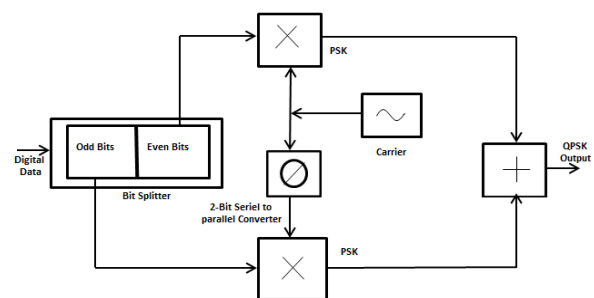 PSK
Odd Bits
Even Bits
Digital
Data
Bit Splitter
Carrier
QPSK
Output
2-Bit Seriel to
parallel Converter
PSK